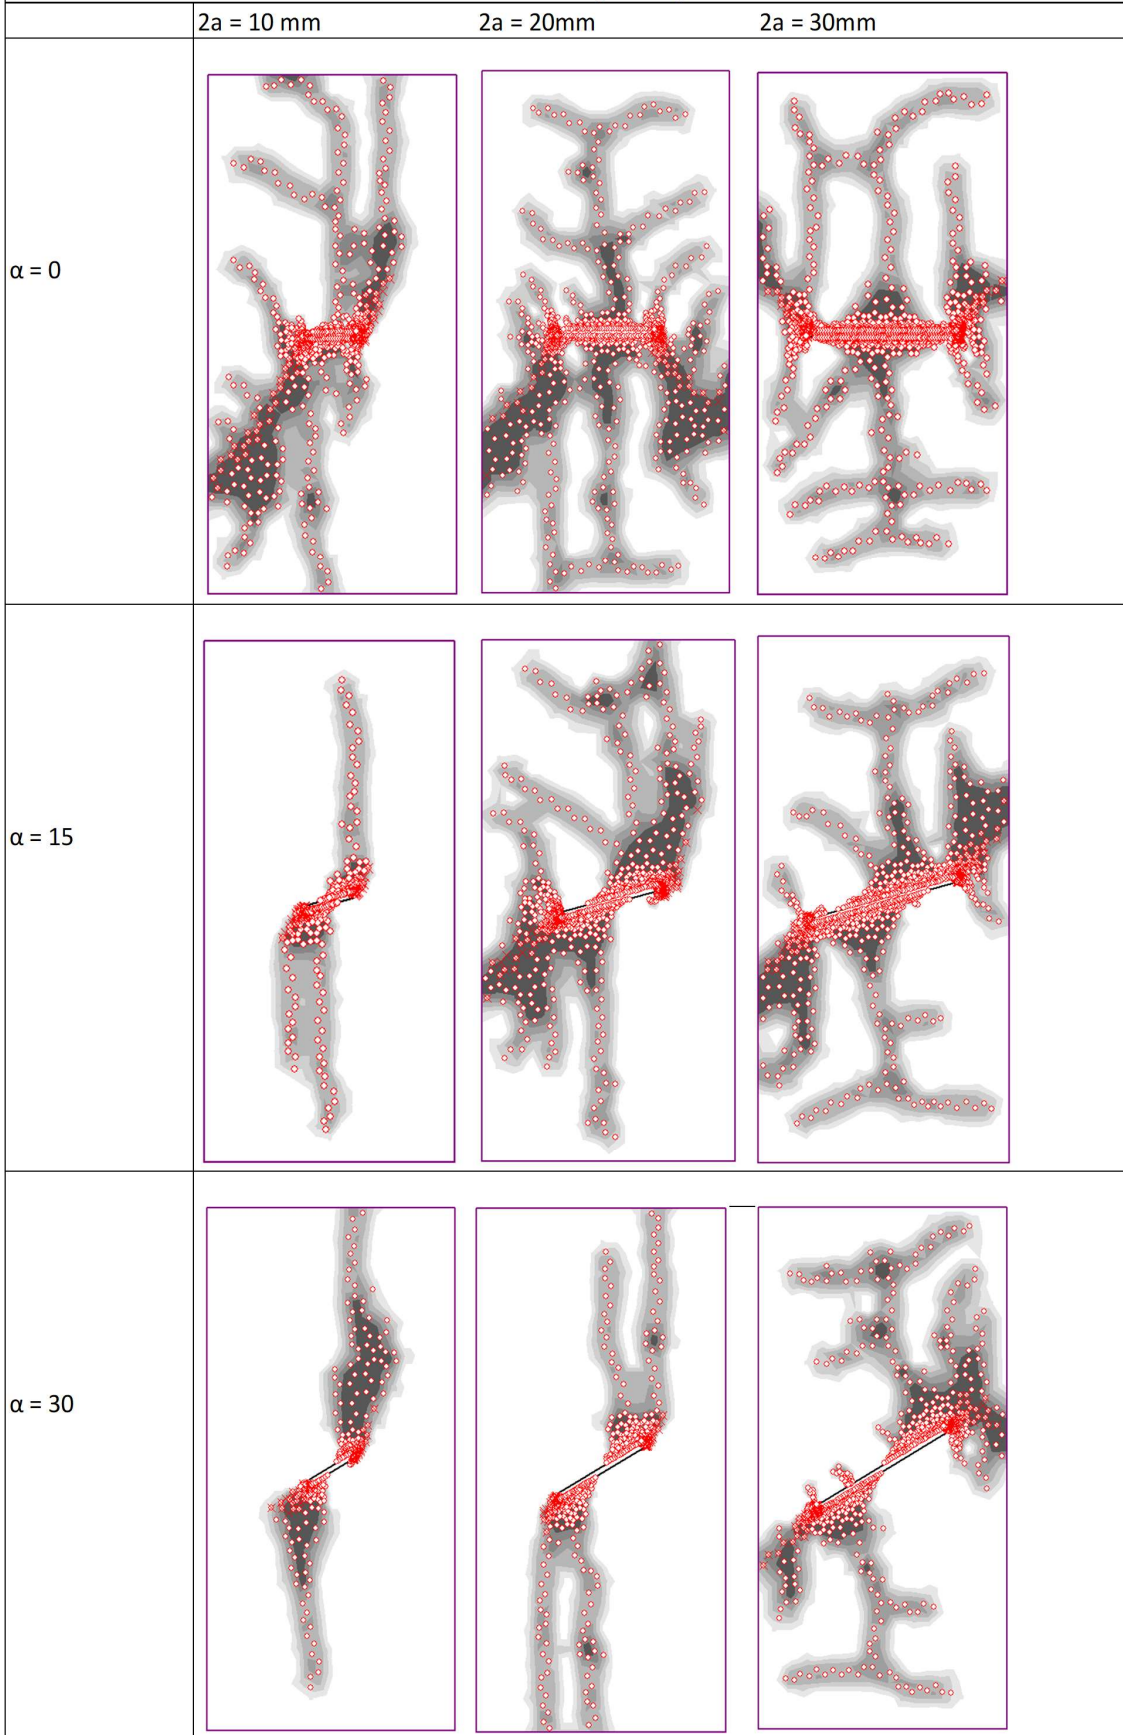 2a = 10 mm 2a = 20mm 2a = 30mm
α = 0
α = 15
α = 30